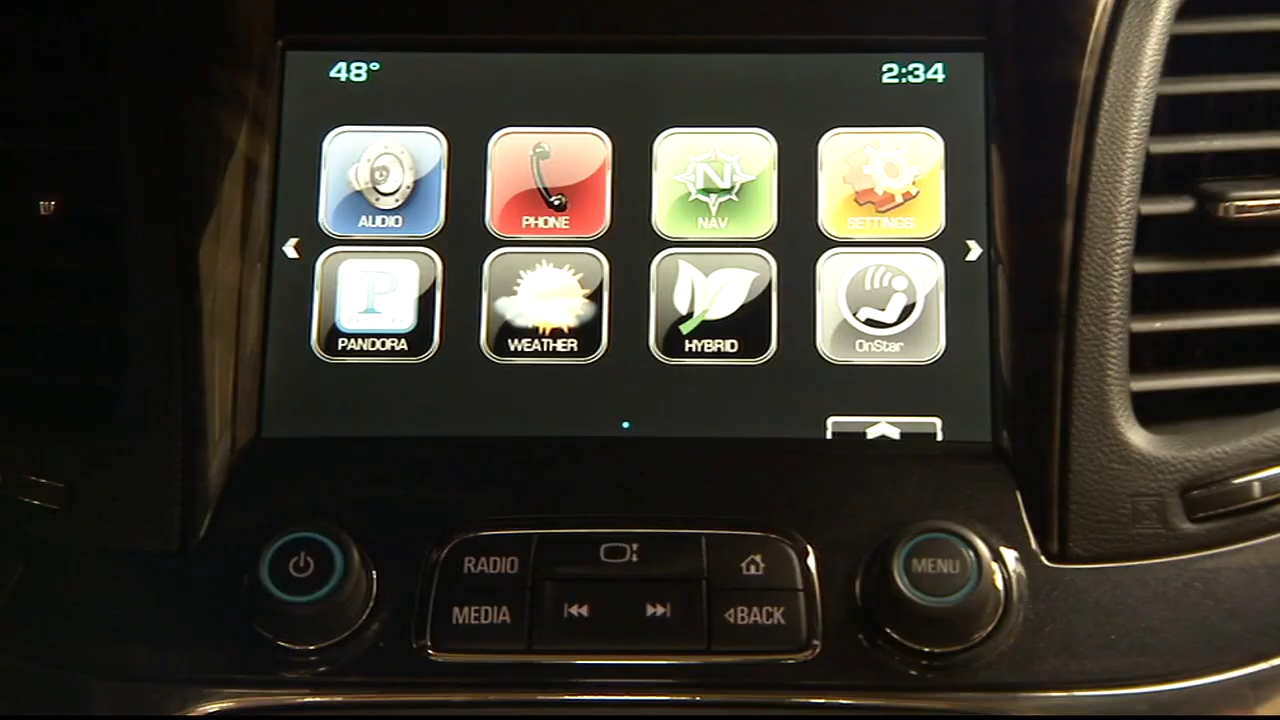 48° 2:34
AUDIO PHONE N NAV SETTINGS
P PANDORA WEATHER HYBRID OnStar
RADIO MENU
MEDIA BACK